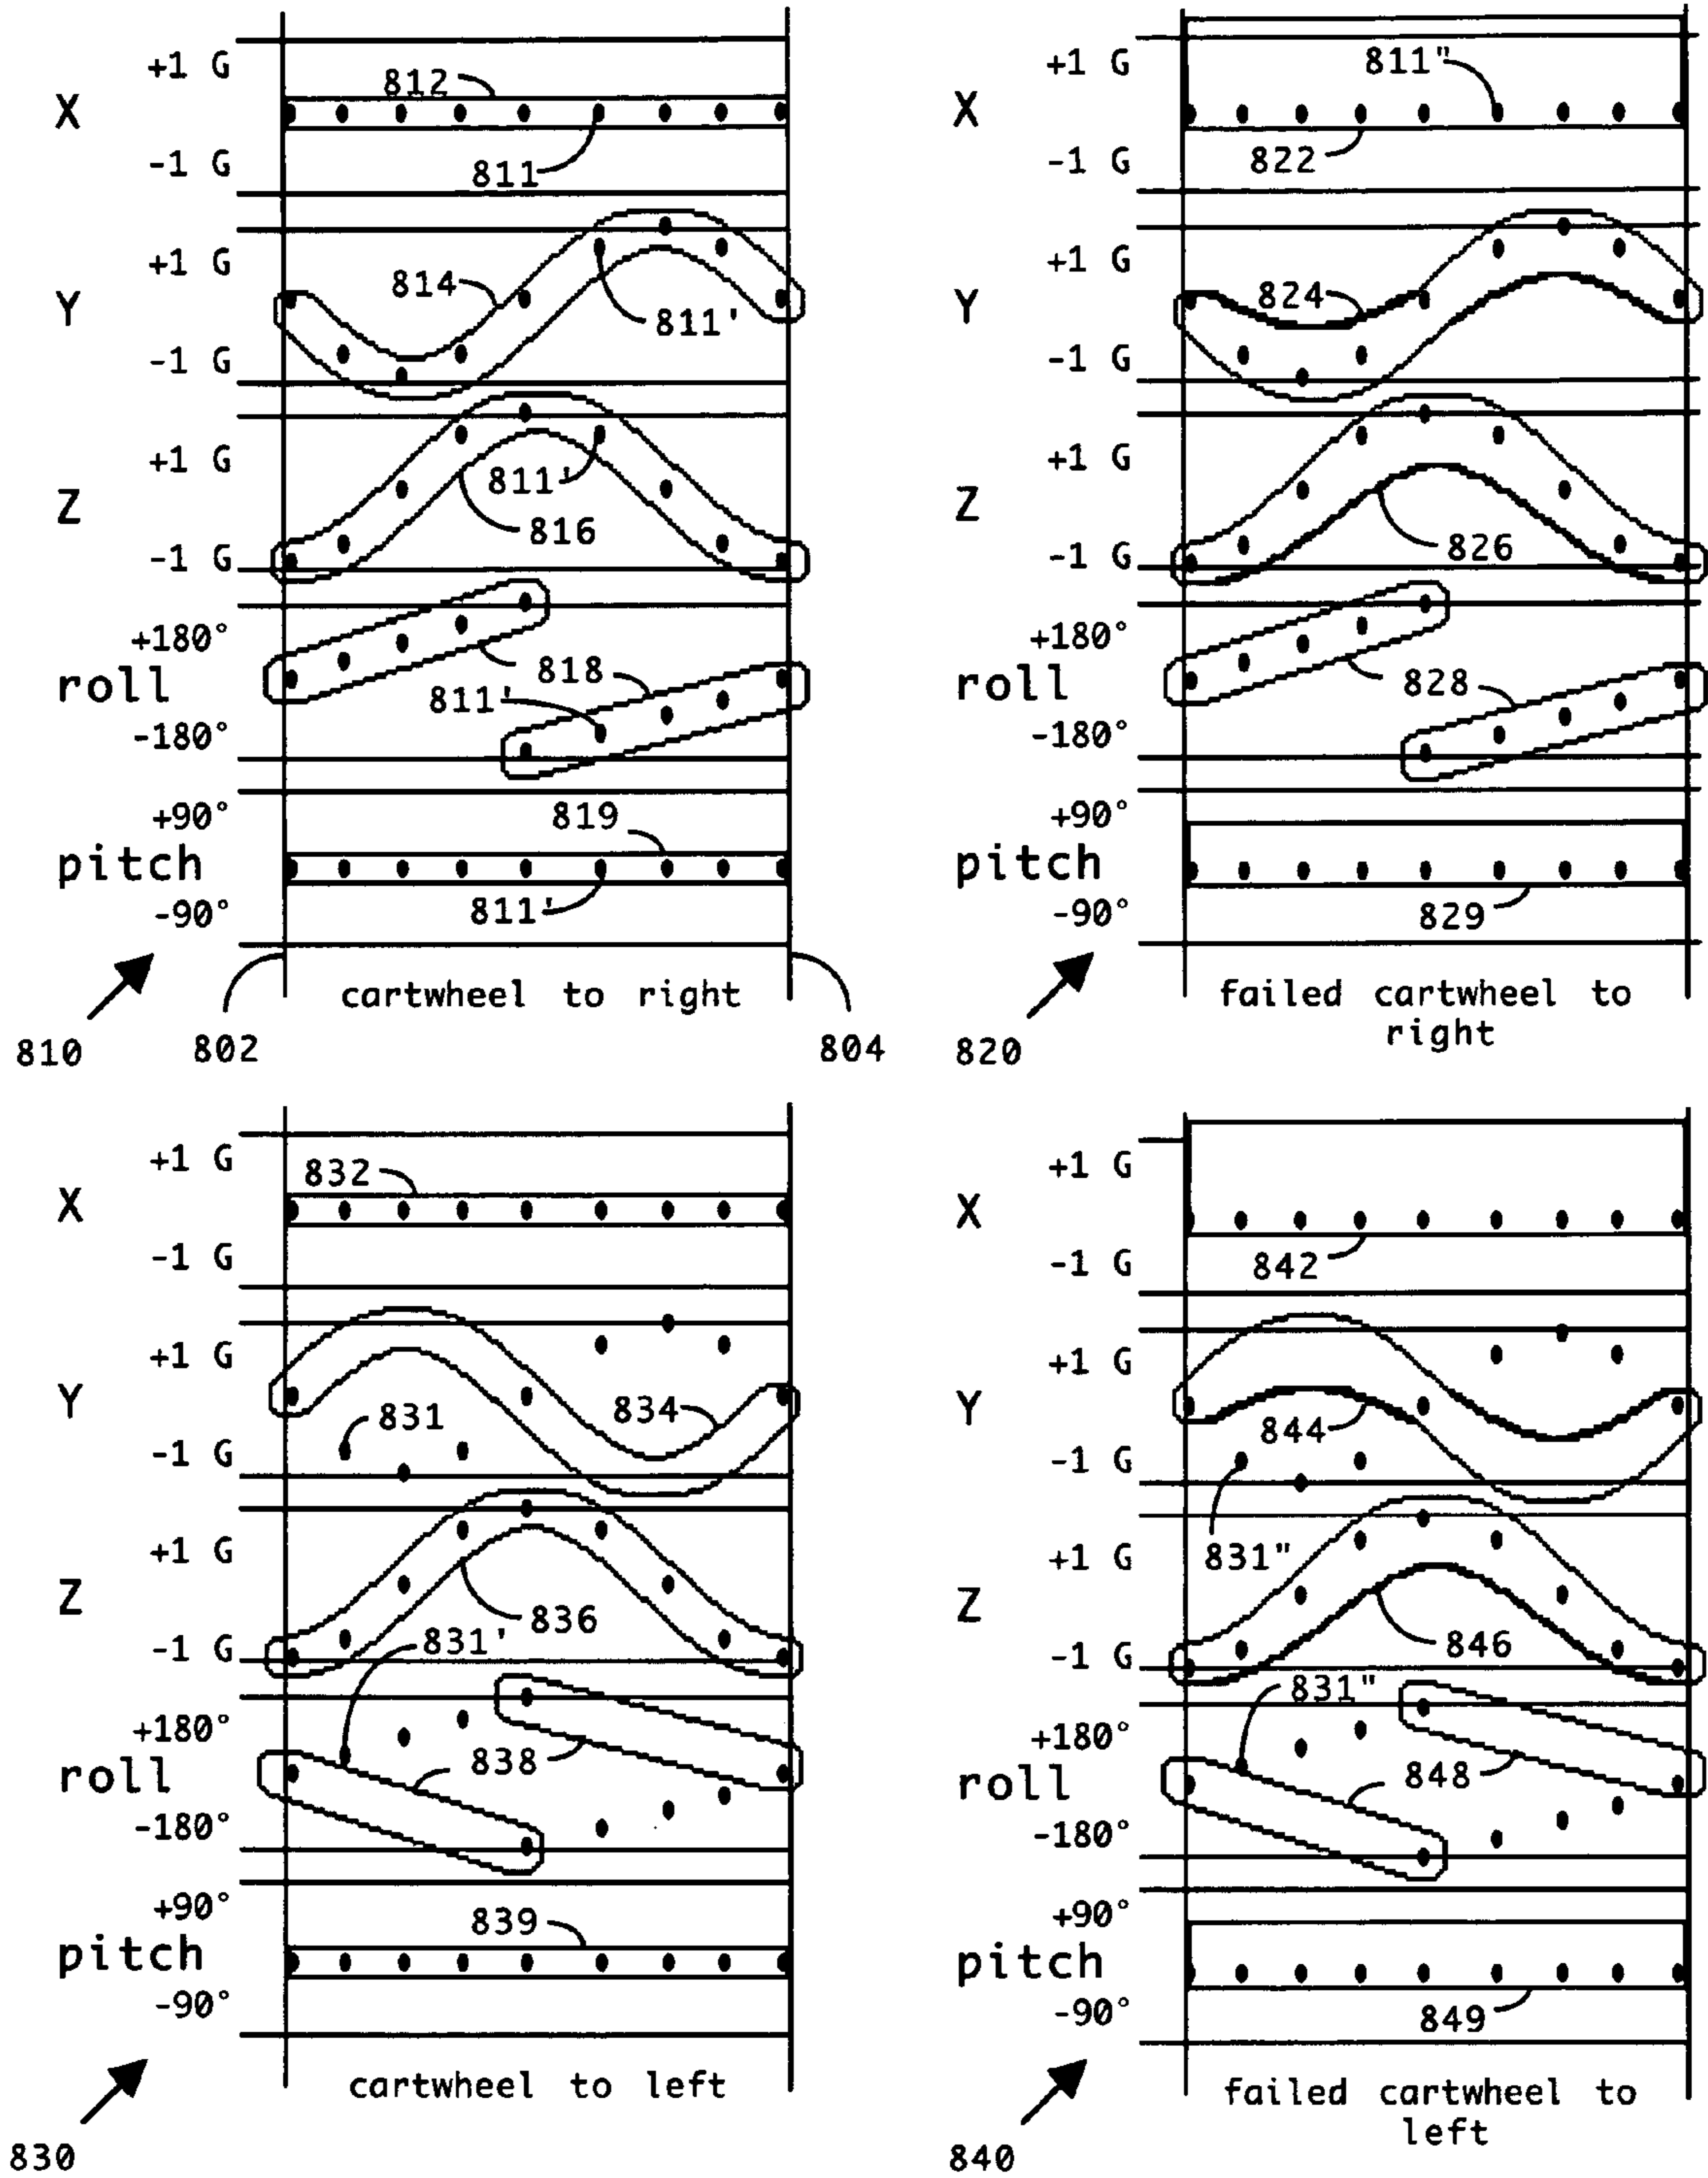 +1 G
812
X
-1 G
811
+1 G
814
Y
811'
-1 G
+1 G
811'
Z
816
-1 G
+180°
roll
818
811'
-180°
+90°
819
pitch
811'
-90°
cartwheel to right
810
802
804
+1 G
811"
X
-1 G
822
+1 G
824
Y
-1 G
+1 G
Z
826
-1 G
+180°
roll
828
-180°
+90°
pitch
829
-90°
failed cartwheel to
right
820
+1 G
832
X
-1 G
+1 G
Y
834
831
-1 G
+1 G
Z
836
831'
-1 G
+180°
roll
838
-180°
+90°
839
pitch
-90°
cartwheel to left
830
+1 G
X
-1 G
842
+1 G
Y
844
-1 G
831"
+1 G
Z
846
-1 G
831"
+180°
roll
848
-180°
+90°
pitch
849
-90°
failed cartwheel to
left
840